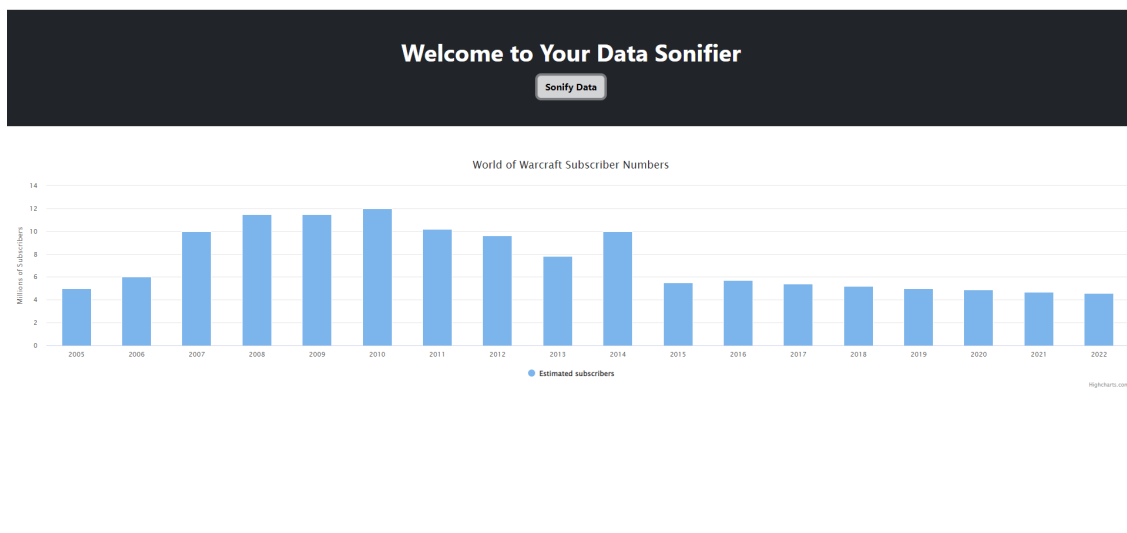 Welcome to Your Data Sonifier
Sonify Data
World of Warcraft Subscriber Numbers
Millions of Subscribers
14
12
10
8
6
4
2
0
2005 2006 2007 2008 2009 2010 2011 2012 2013 2014 2015 2016 2017 2018 2019 2020 2021 2022
Estimated subscribers
Highcharts.com